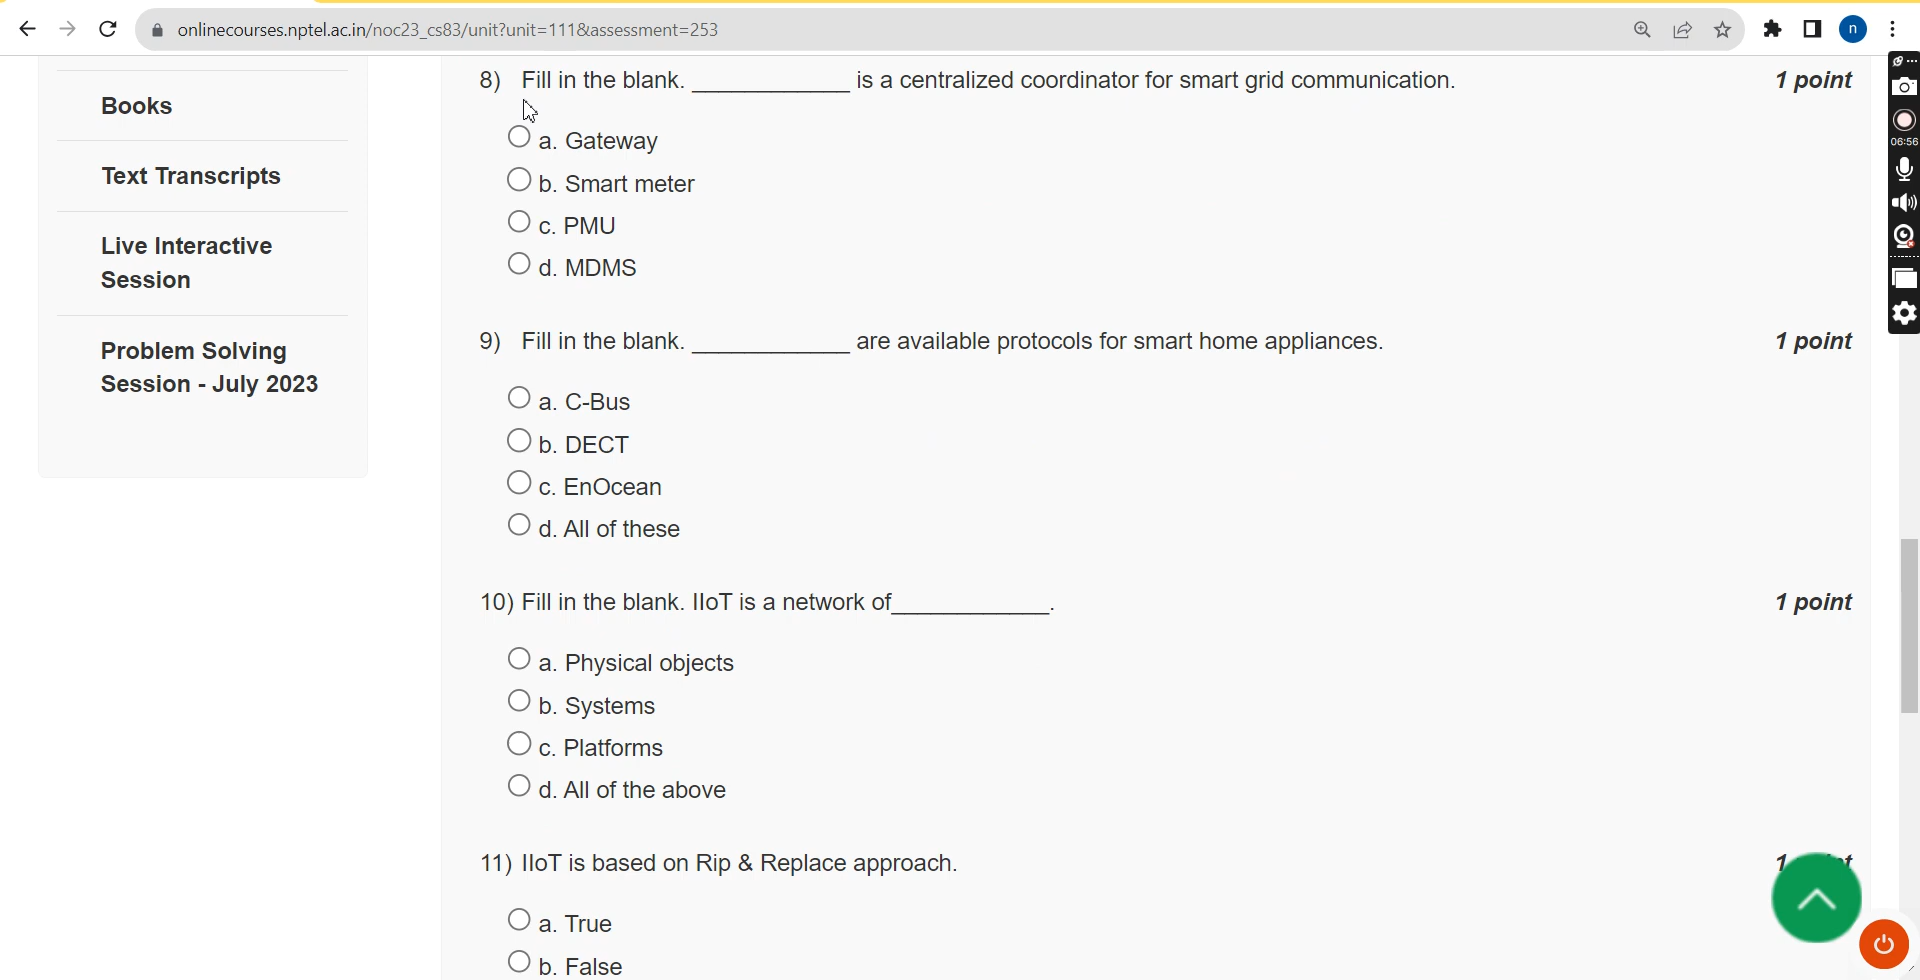 onlinecourses.nptel.ac.in/noc23_cs83/unit?unit=111&assessment=253
n
Books
Text Transcripts
Live Interactive
Session
Problem Solving
Session - July 2023
8) Fill in the blank. ____________ is a centralized coordinator for smart grid communication. 1 point
a. Gateway
b. Smart meter
c. PMU
d. MDMS
9) Fill in the blank. ____________ are available protocols for smart home appliances. 1 point
a. C-Bus
b. DECT
c. EnOcean
d. All of these
10) Fill in the blank. IIoT is a network of____________. 1 point
a. Physical objects
b. Systems
c. Platforms
d. All of the above
11) IIoT is based on Rip & Replace approach.
a. True
b. False
06:56